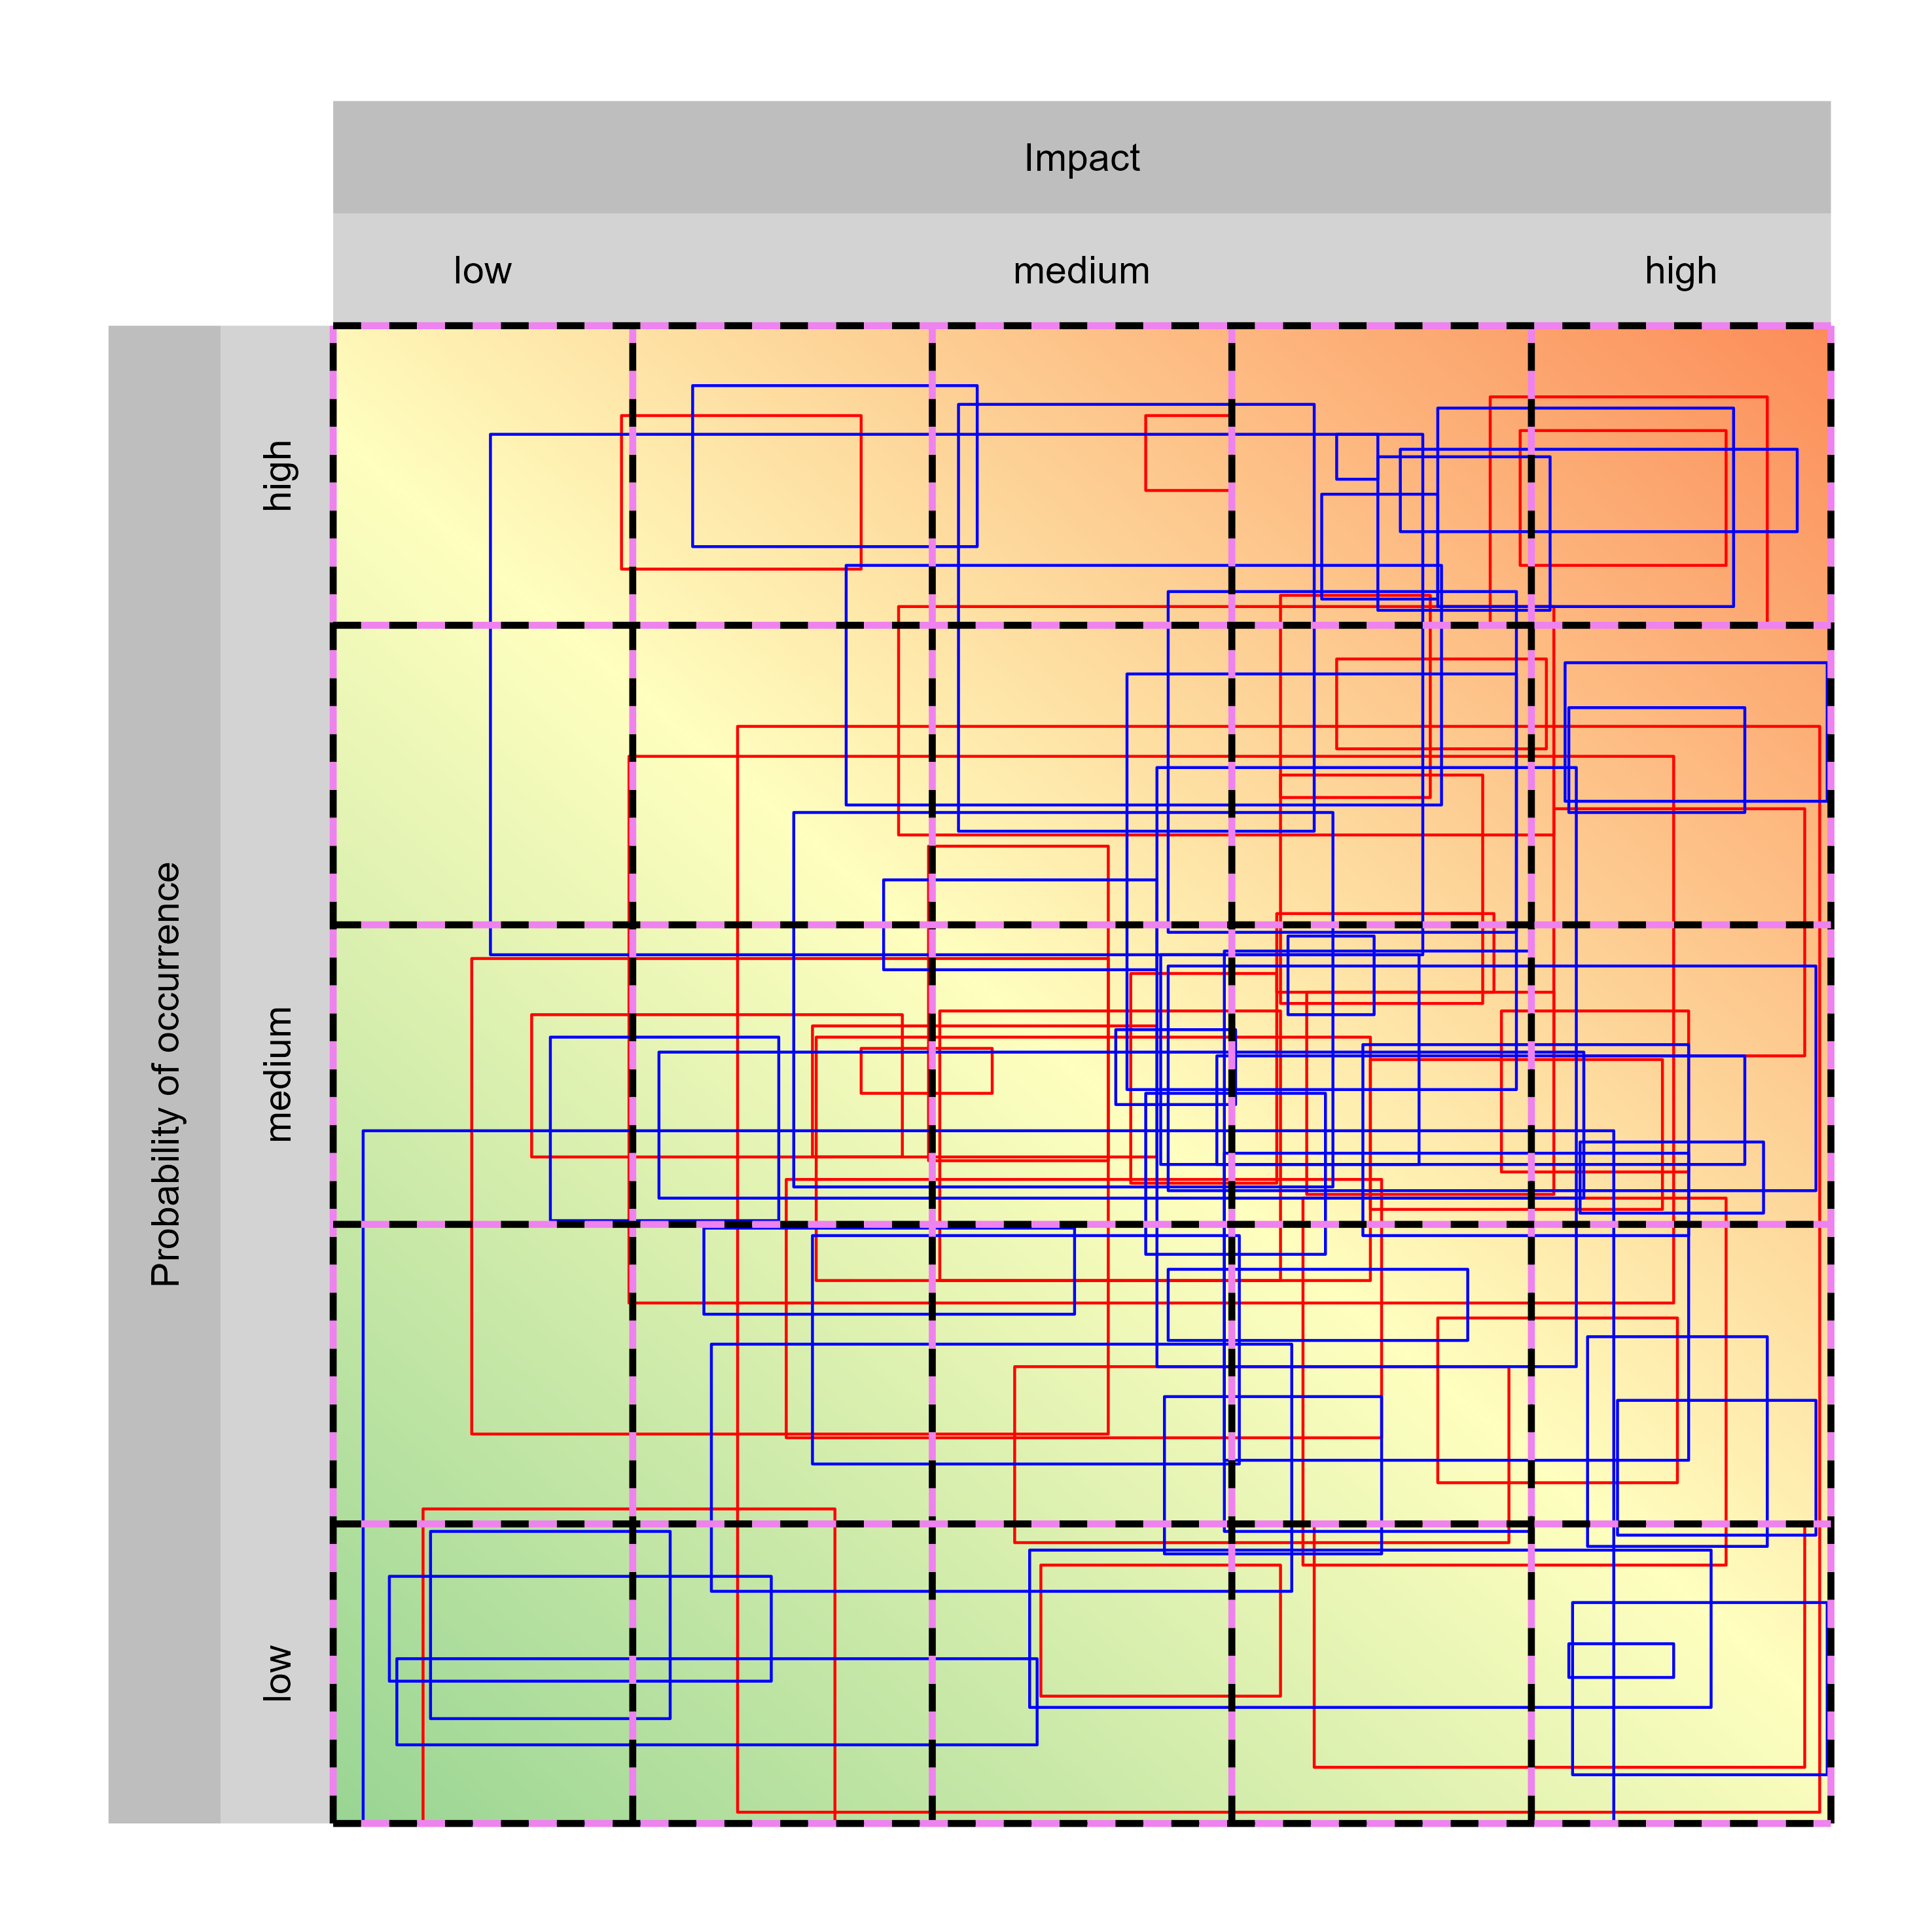 Impact
low
medium
high
Probability of occurrence
high
medium
low